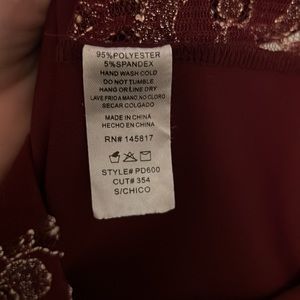 95%POLYESTER
5%SPANDEX
HAND WASH COLD
DO NOT TUMBLE
HANG OR LINE DRY
LAVE FRIO A MANO, NO CLORO
SECAR COLGADO
MADE IN CHINA
HECHO EN CHINA
RN# 145817
STYLE# PD600
CUT# 354
S/CHICO